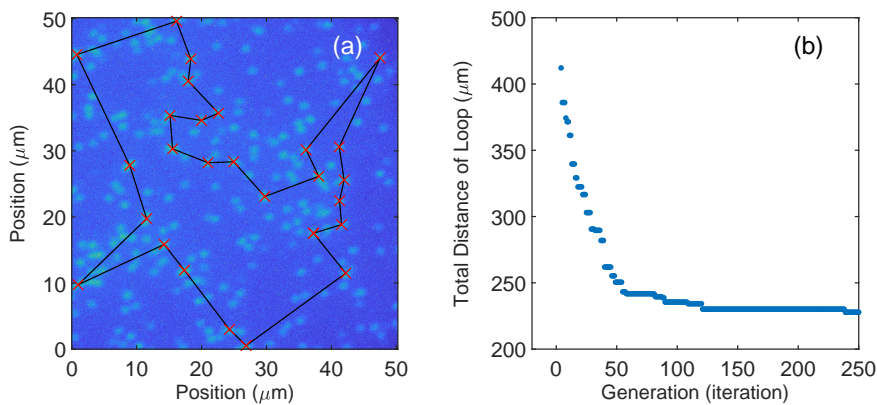 50
40
30
20
10
0
0 10 20 30 40 50
Position (μm)
Position (μm)
(a)
500
450
400
350
300
250
200
0 50 100 150 200 250
Total Distance of Loop (μm)
Generation (iteration)
(b)